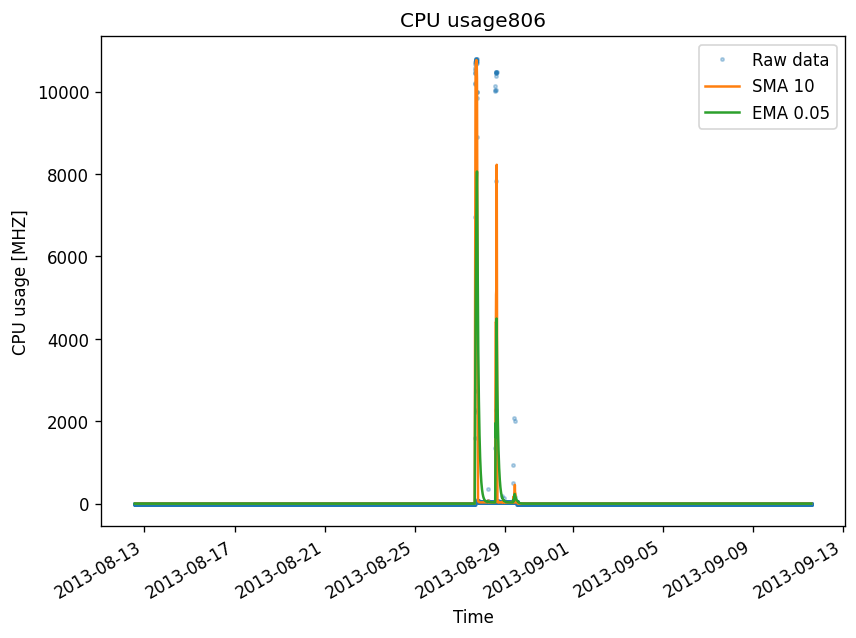 CPU usage806
Raw data
SMA 10
EMA 0.05
CPU usage [MHZ]
10000
8000
6000
4000
2000
0
2013-08-13
2013-08-17
2013-08-21
2013-08-25
2013-08-29
2013-09-01
2013-09-05
2013-09-09
2013-09-13
Time